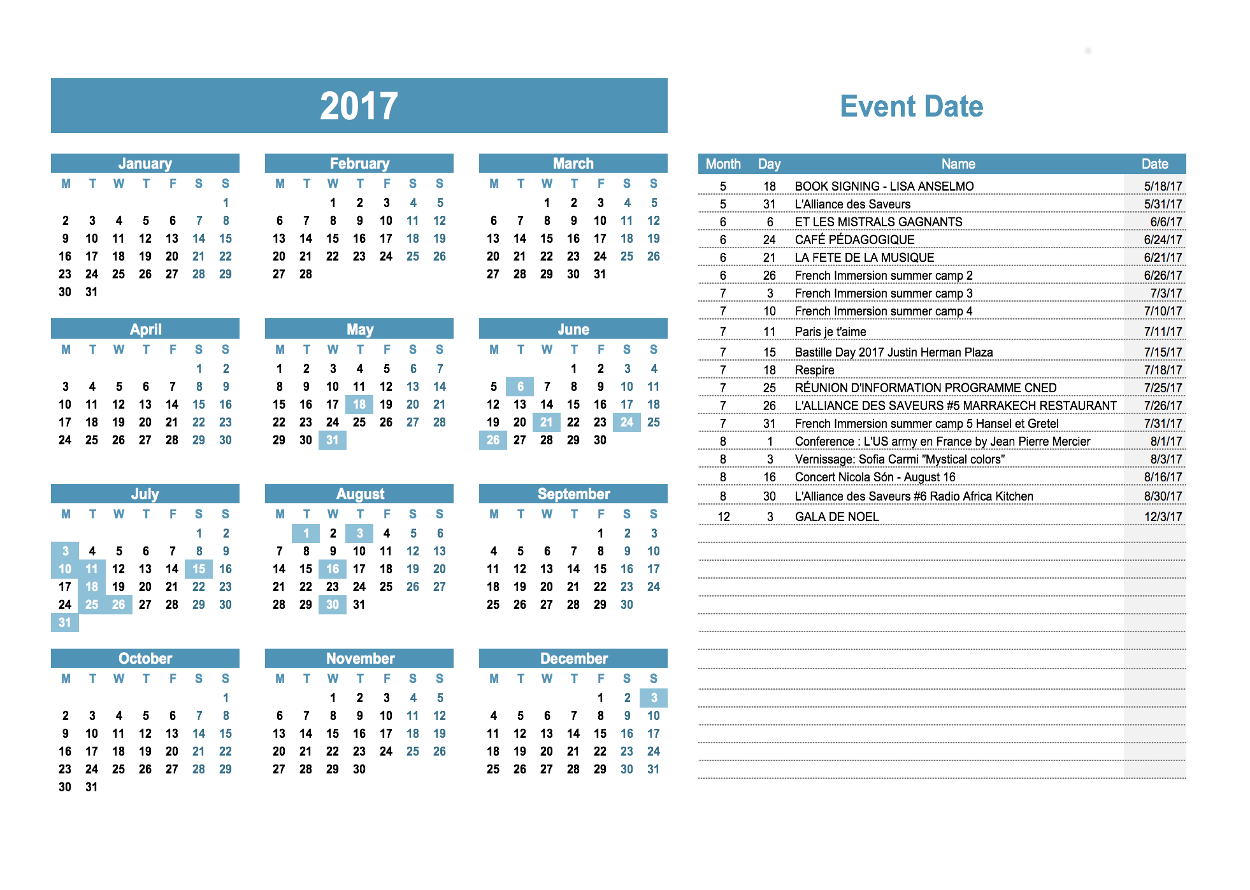 2017
January
M T W T F S S
1
2 3 4 5 6 7 8
9 10 11 12 13 14 15
16 17 18 19 20 21 22
23 24 25 26 27 28 29
30 31
February
M T W T F S S
1 2 3 4 5
6 7 8 9 10 11 12
13 14 15 16 17 18 19
20 21 22 23 24 25 26
27 28
March
M T W T F S S
1 2 3 4 5
6 7 8 9 10 11 12
13 14 15 16 17 18 19
20 21 22 23 24 25 26
27 28 29 30 31
April
M T W T F S S
1 2
3 4 5 6 7 8 9
10 11 12 13 14 15 16
17 18 19 20 21 22 23
24 25 26 27 28 29 30
May
M T W T F S S
1 2 3 4 5 6 7
8 9 10 11 12 13 14
15 16 17 18 19 20 21
22 23 24 25 26 27 28
29 30 31
June
M T W T F S S
1 2 3 4
5 6 7 8 9 10 11
12 13 14 15 16 17 18
19 20 21 22 23 24 25
26 27 28 29 30
July
M T W T F S S
1 2
3 4 5 6 7 8 9
10 11 12 13 14 15 16
17 18 19 20 21 22 23
24 25 26 27 28 29 30
31
August
M T W T F S S
1 2 3 4 5 6
7 8 9 10 11 12 13
14 15 16 17 18 19 20
21 22 23 24 25 26 27
28 29 30 31
September
M T W T F S S
1 2 3
4 5 6 7 8 9 10
11 12 13 14 15 16 17
18 19 20 21 22 23 24
25 26 27 28 29 30
October
M T W T F S S
1
2 3 4 5 6 7 8
9 10 11 12 13 14 15
16 17 18 19 20 21 22
23 24 25 26 27 28 29
30 31
November
M T W T F S S
1 2 3 4 5
6 7 8 9 10 11 12
13 14 15 16 17 18 19
20 21 22 23 24 25 26
27 28 29 30
December
M T W T F S S
1 2 3
4 5 6 7 8 9 10
11 12 13 14 15 16 17
18 19 20 21 22 23 24
25 26 27 28 29 30 31
Event Date
Month Day Name Date
5 18 BOOK SIGNING - LISA ANSELMO 5/18/17
5 31 L'Alliance des Saveurs 5/31/17
6 6 ET LES MISTRALS GAGNANTS 6/6/17
6 24 CAFÉ PÉDAGOGIQUE 6/24/17
6 21 LA FETE DE LA MUSIQUE 6/21/17
6 26 French Immersion summer camp 2 6/26/17
7 3 French Immersion summer camp 3 7/3/17
7 10 French Immersion summer camp 4 7/10/17
7 11 Paris je t'aime 7/11/17
7 15 Bastille Day 2017 Justin Herman Plaza 7/15/17
7 18 Respire 7/18/17
7 25 RÉUNION D'INFORMATION PROGRAMME CNED 7/25/17
7 26 L'ALLIANCE DES SAVEURS #5 MARRAKECH RESTAURANT 7/26/17
7 31 French Immersion summer camp 5 Hansel et Gretel 7/31/17
8 1 Conference : L'US army en France by Jean Pierre Mercier 8/1/17
8 3 Vernissage: Sofia Carmi "Mystical colors" 8/3/17
8 16 Concert Nicola Són - August 16 8/16/17
8 30 L'Alliance des Saveurs #6 Radio Africa Kitchen 8/30/17
12 3 GALA DE NOEL 12/3/17